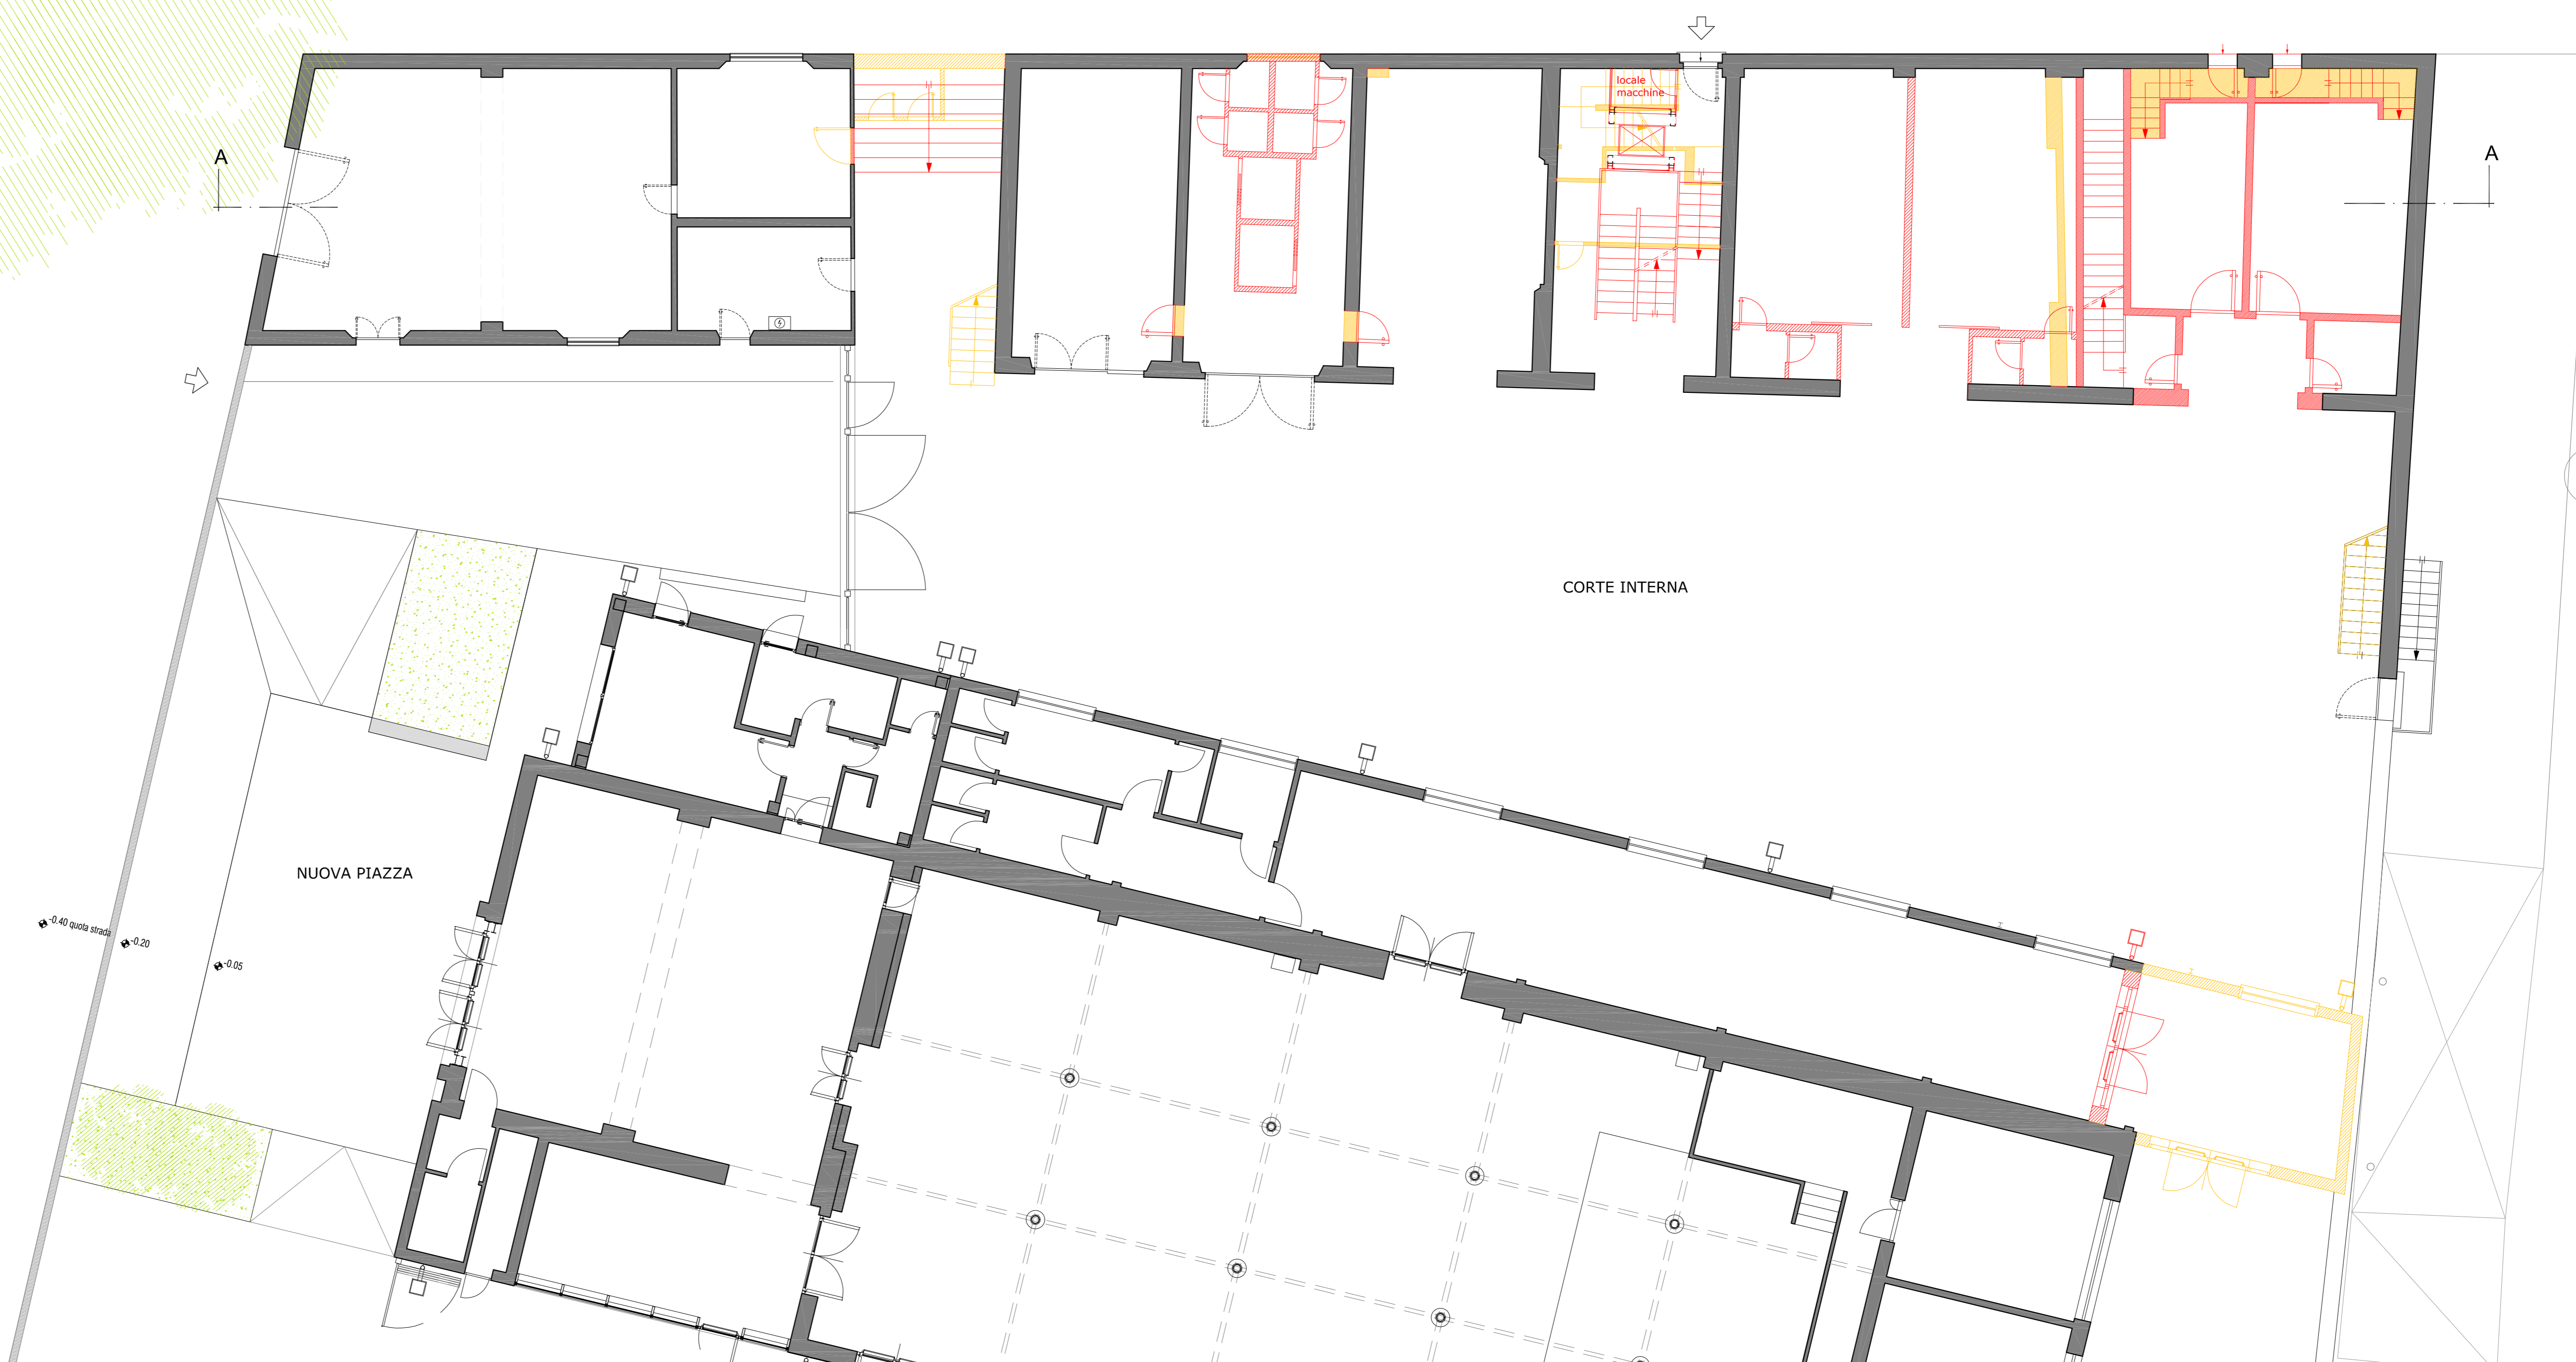 locale
macchine
A
A
CORTE INTERNA
NUOVA PIAZZA
-0.40 quota strada
-0.20
-0.05